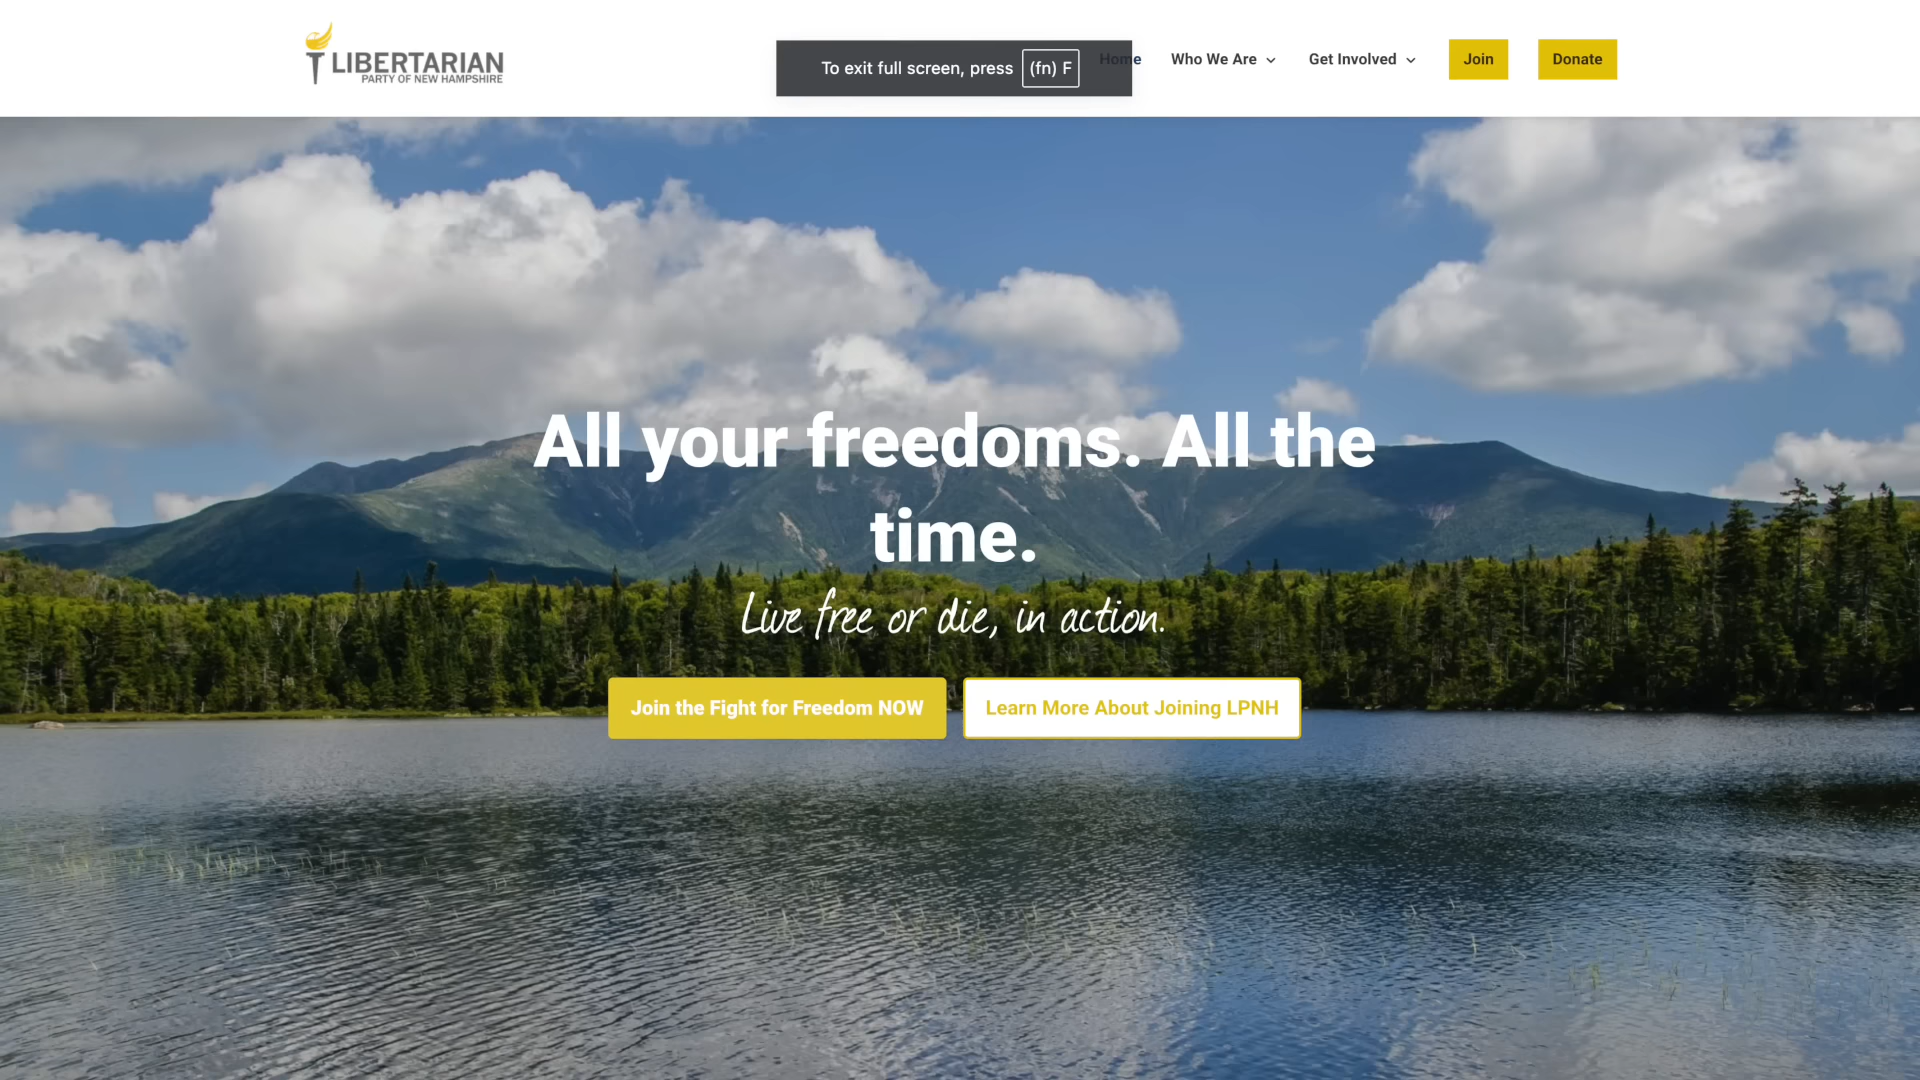 LIBERTARIAN
PARTY OF NEW HAMPSHIRE
To exit full screen, press (fn) F
Home
Who We Are
Get Involved
Join
Donate
All your freedoms. All the
time.
Live free or die, in action.
Join the Fight for Freedom NOW
Learn More About Joining LPNH